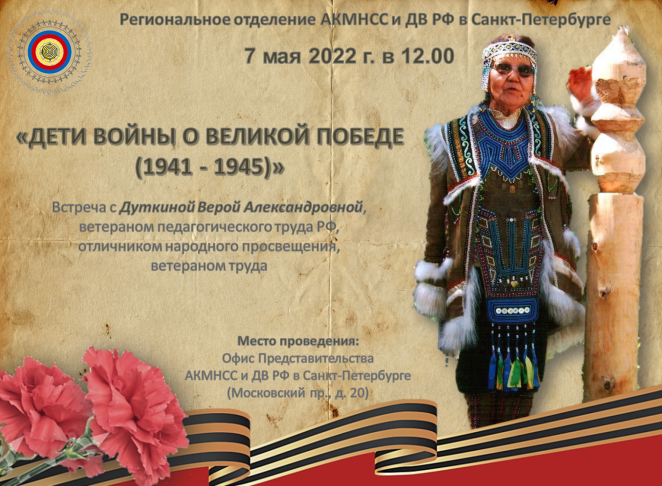 Региональное отделение АКМНСС и ДВ РФ в Санкт-Петербурге
7 мая 2022 г. в 12.00
«ДЕТИ ВОЙНЫ О ВЕЛИКОЙ ПОБЕДЕ
(1941 - 1945)»
Встреча с Дуткиной Верой Александровной,
ветераном педагогического труда РФ,
отличником народного просвещения,
ветераном труда
Место проведения:
Офис Представительства
АКМНСС и ДВ РФ в Санкт-Петербурге
(Московский пр., д. 20)